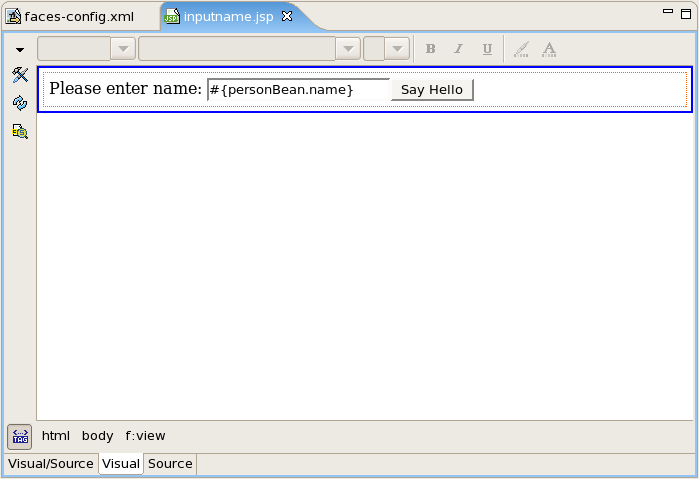 faces-config.xml inputname.jsp
B I U A
Please enter name: #{personBean.name} Say Hello
html body f:view
Visual/Source Visual Source